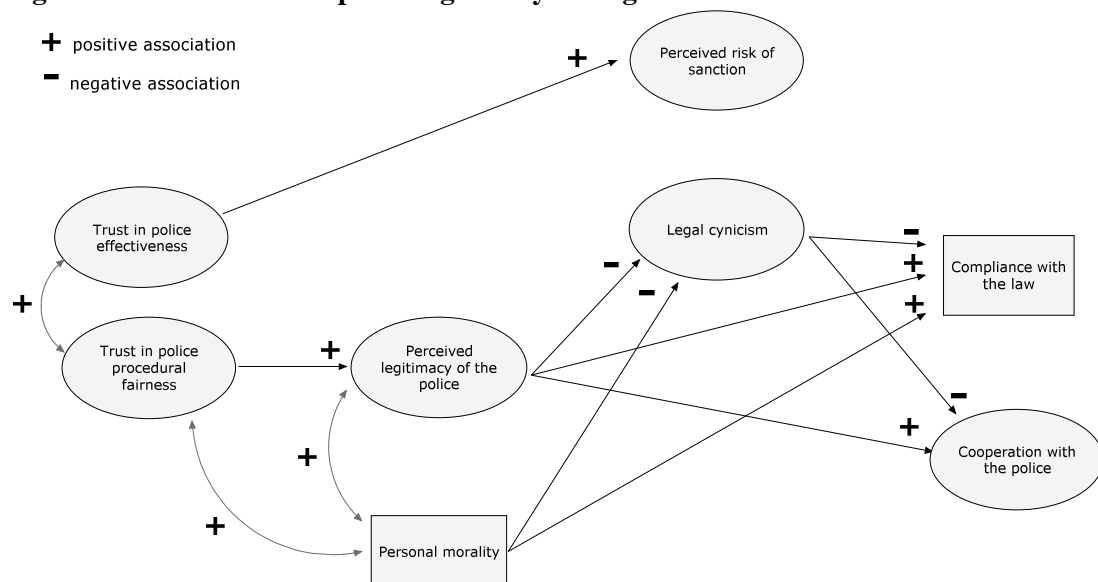 + positive association
- negative association
+
Perceived risk of
sanction
Trust in police
effectiveness
Legal cynicism
-
-
-
+
+
Compliance with
the law
+
Trust in police
procedural
fairness
+
Perceived
legitimacy of the
police
-
+
Cooperation with
the police
+
+
Personal morality